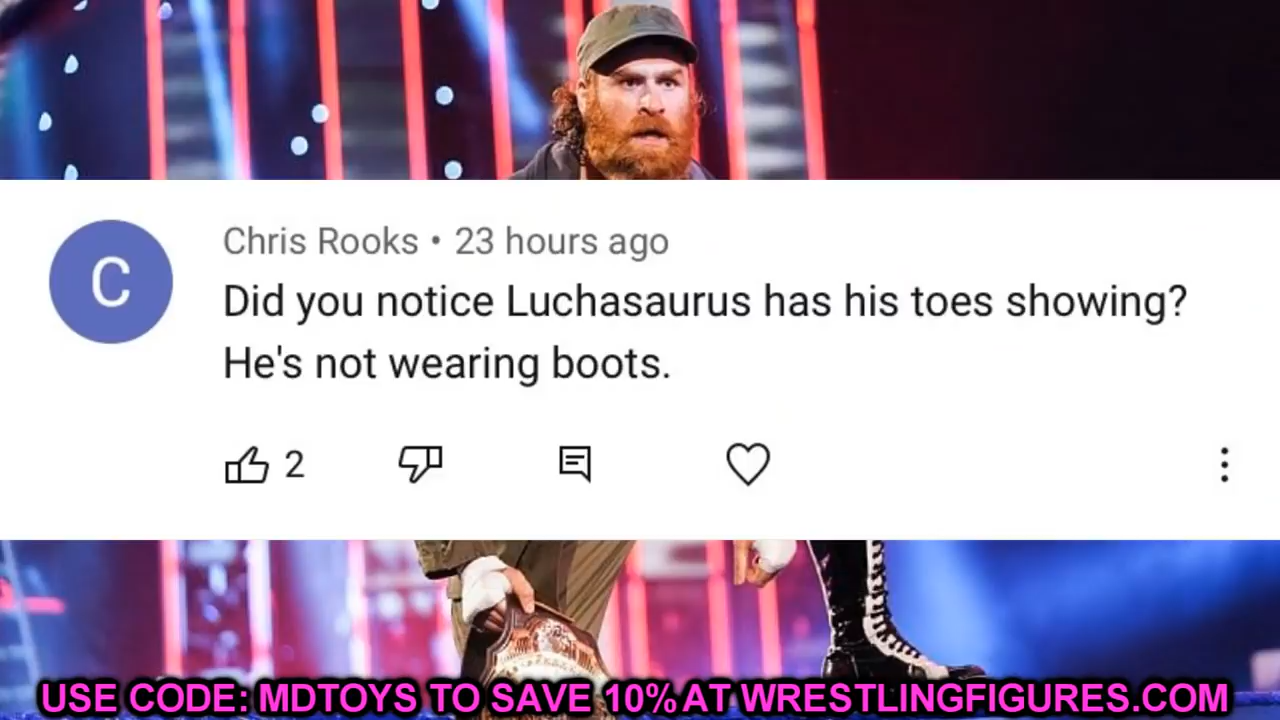 C
Chris Rooks • 23 hours ago
Did you notice Luchasaurus has his toes showing?
He's not wearing boots.
2
USE CODE: MDTOYS TO SAVE 10% AT WRESTLINGFIGURES.COM